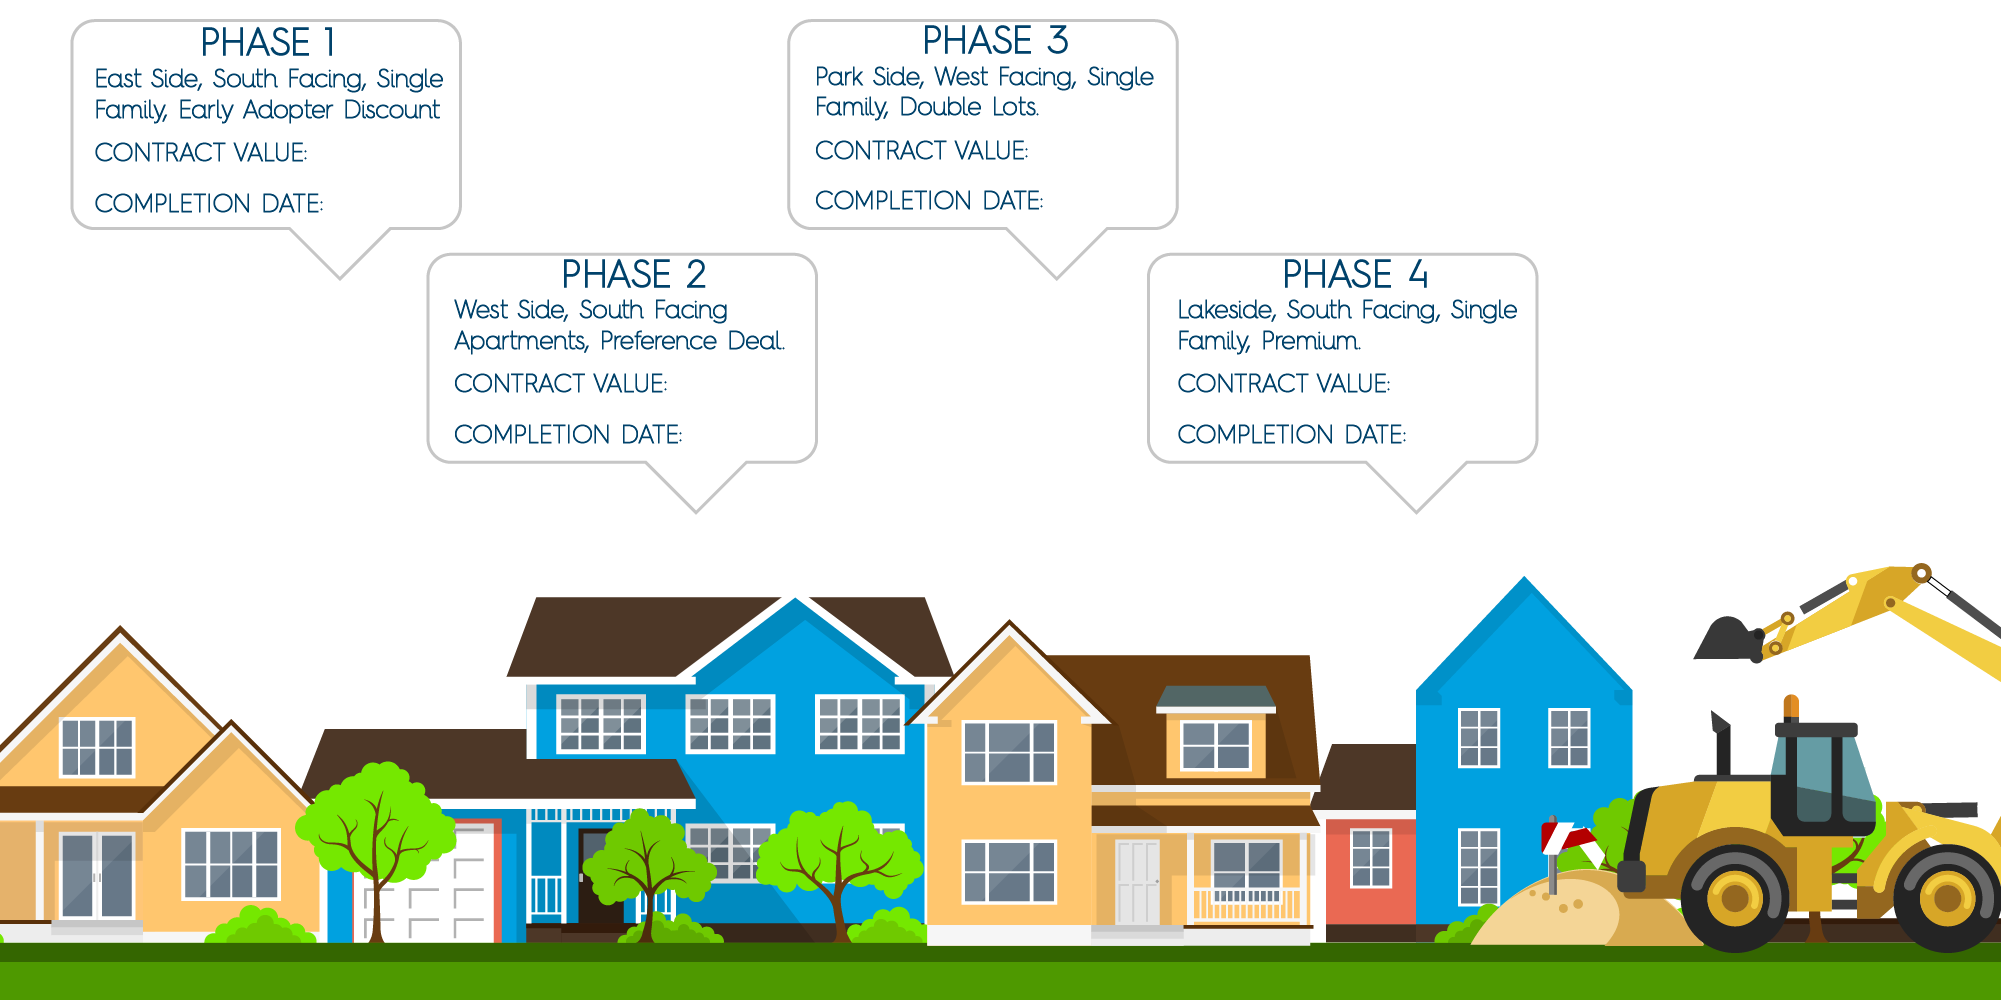 PHASE 1
East Side, South Facing, Single
Family, Early Adopter Discount
CONTRACT VALUE:
COMPLETION DATE:
PHASE 2
West Side, South Facing
Apartments, Preference Deal.
CONTRACT VALUE:
COMPLETION DATE:
PHASE 3
Park Side, West Facing, Single
Family, Double Lots.
CONTRACT VALUE:
COMPLETION DATE:
PHASE 4
Lakeside, South Facing, Single
Family, Premium.
CONTRACT VALUE:
COMPLETION DATE: